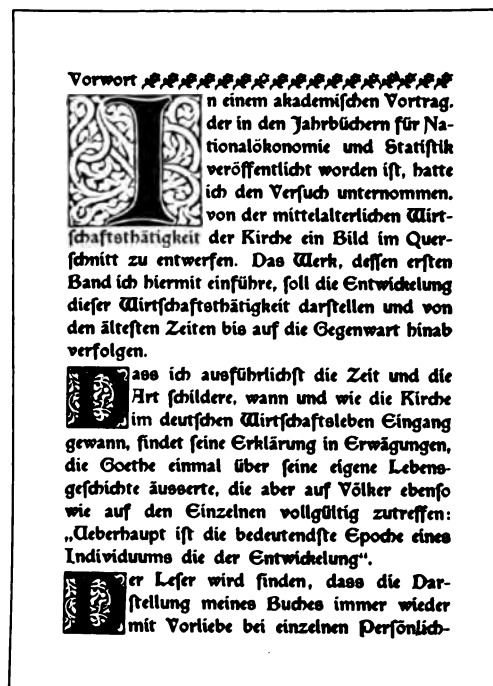 Vorwort
In einem akademiſchen Vortrag,
der in den Jahrbüchern für Na-
tionalökonomie und Statiſtik
veröffentlicht worden iſt, hatte
ich den Verſuch unternommen,
von der mittelalterlichen Wirt-
ſchaftsthätigkeit der Kirche ein Bild im Quer-
ſchnitt zu entwerfen. Das Werk, deſſen erſten
Band ich hiermit einführe, ſoll die Entwickelung
dieſer Wirtſchaftsthätigkeit darſtellen und von
den älteſten Zeiten bis auf die Gegenwart hinab
verfolgen.
Dass ich ausführlichſt die Zeit und die
Art ſchildere, wann und wie die Kirche
im deutſchen Wirtſchaftsleben Eingang
gewann, findet ſeine Erklärung in Erwägungen,
die Goethe einmal über ſeine eigene Lebens-
geſchichte äusserte, die aber auf Völker ebenſo
wie auf den Einzelnen vollgültig zutreffen:
„Ueberhaupt iſt die bedeutendſte Epoche eines
Individuums die der Entwickelung“.
Der Leſer wird finden, dass die Dar-
ſtellung meines Buches immer wieder
mit Vorliebe bei einzelnen Perſönlich-